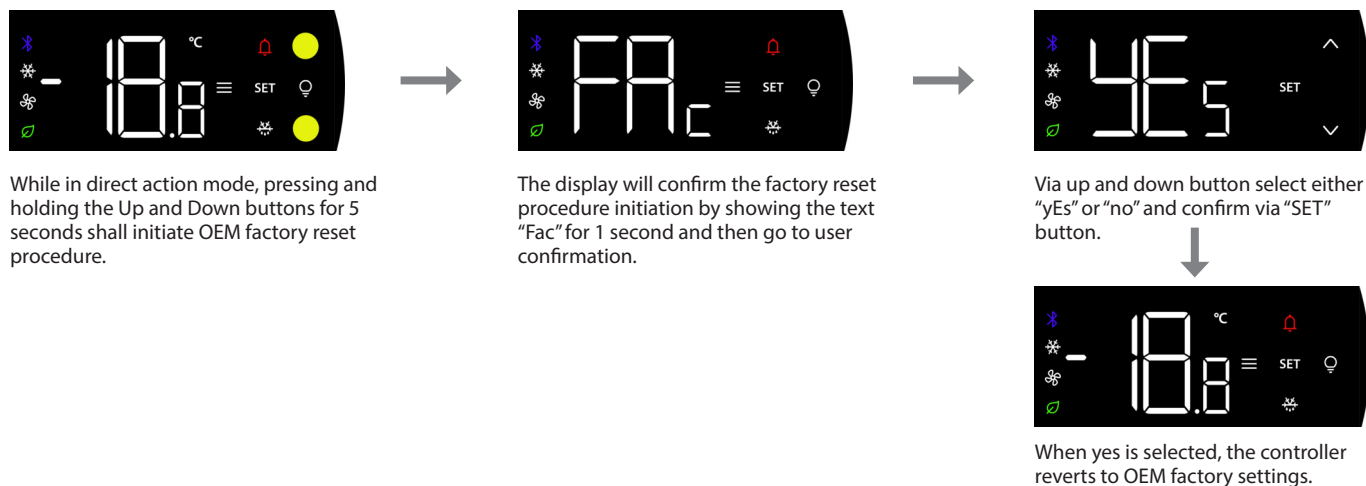 -18.8 °C
SET
While in direct action mode, pressing and
holding the Up and Down buttons for 5
seconds shall initiate OEM factory reset
procedure.
FAc
SET
The display will confirm the factory reset
procedure initiation by showing the text
“Fac” for 1 second and then go to user
confirmation.
yEs
SET
Via up and down button select either
“yEs” or “no” and confirm via “SET”
button.
-18.8 °C
SET
When yes is selected, the controller
reverts to OEM factory settings.